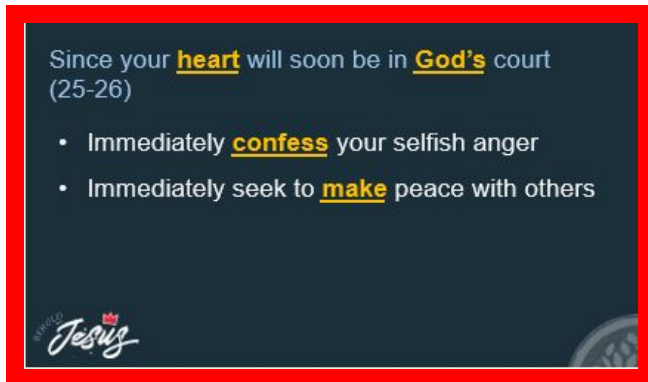 Since your heart will soon be in God's court
(25-26)
• Immediately confess your selfish anger
• Immediately seek to make peace with others
BEHOLD
Jesus